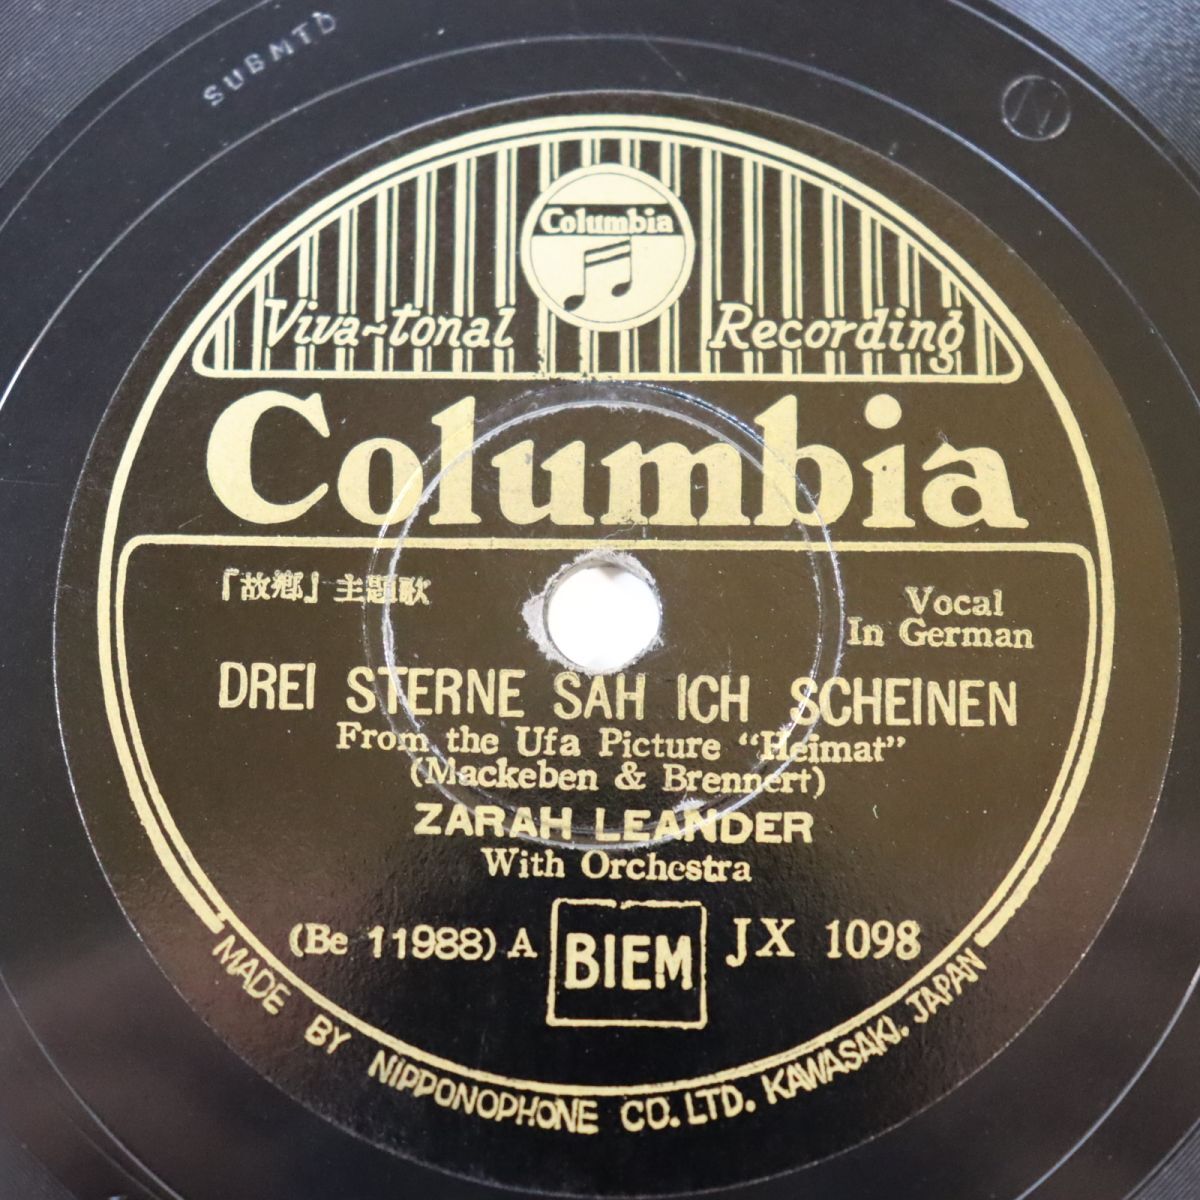 SUBMTD
N
Columbia
Viva-tonal Recording
Columbia
「故鄕」主題歌
Vocal
In German
DREI STERNE SAH ICH SCHEINEN
From the Ufa Picture “Heimat”
(Mackeben & Brennert)
ZARAH LEANDER
With Orchestra
(Be 11988) A BIEM JX 1098
MADE BY NIPPONOPHONE CO. LTD. KAWASAKI, JAPAN